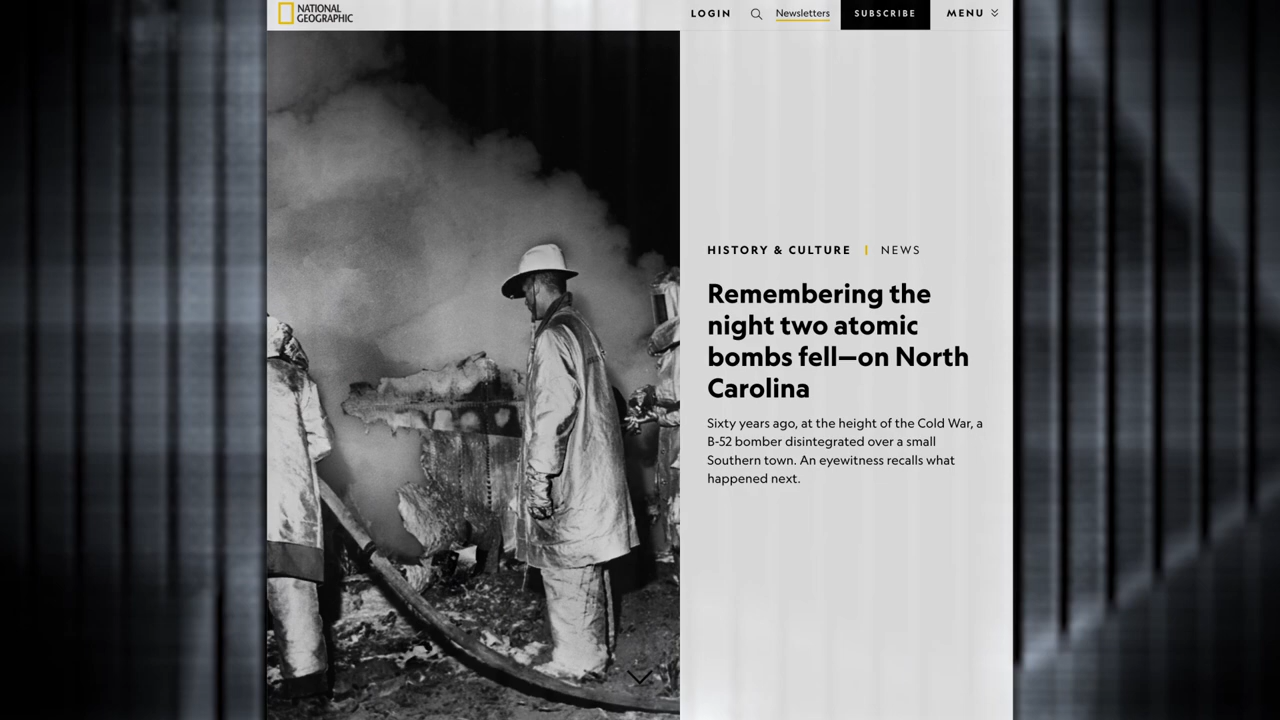 NATIONAL
GEOGRAPHIC
LOGIN
Newsletters
SUBSCRIBE
MENU
HISTORY & CULTURE | NEWS
Remembering the
night two atomic
bombs fell—on North
Carolina
Sixty years ago, at the height of the Cold War, a
B-52 bomber disintegrated over a small
Southern town. An eyewitness recalls what
happened next.